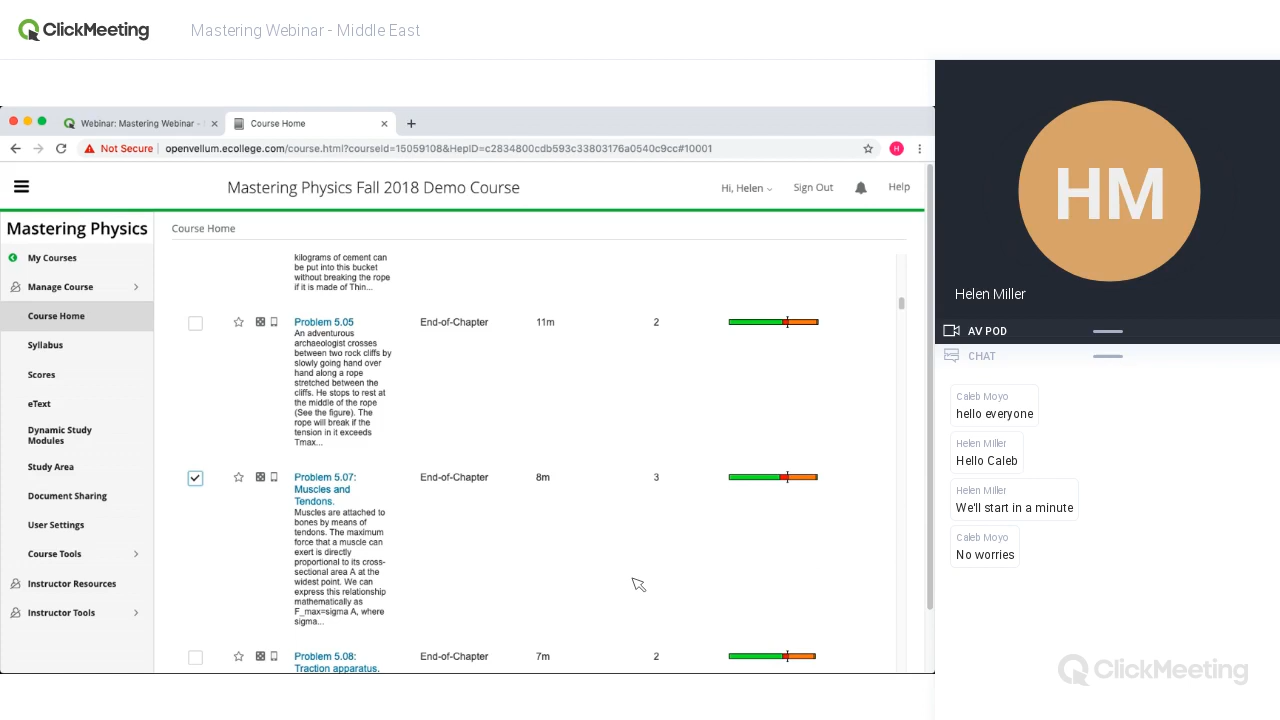 ClickMeeting
Mastering Webinar - Middle East
Webinar: Mastering Webinar -
Course Home
Not Secure
openvellum.ecollege.com/course.html?courseId=15059108&HepID=c2834800cdb593c33803176a0540c9cc#10001
H
Mastering Physics Fall 2018 Demo Course
Hi, Helen
Sign Out
Help
Mastering Physics
My Courses
Manage Course
Course Home
Syllabus
Scores
eText
Dynamic Study
Modules
Study Area
Document Sharing
User Settings
Course Tools
Instructor Resources
Instructor Tools
Course Home
kilograms of cement can
be put into this bucket
without breaking the rope
if it is made of Thin...
Problem 5.05
End-of-Chapter
11m
2
An adventurous
archaeologist crosses
between two rock cliffs by
slowly going hand over
hand along a rope
stretched between the
cliffs. He stops to rest at
the middle of the rope
(See the figure). The
rope will break if the
tension in it exceeds
Tmax...
Problem 5.07:
Muscles and
Tendons.
End-of-Chapter
8m
3
Muscles are attached to
bones by means of
tendons. The maximum
force that a muscle can
exert is directly
proportional to its cross-
sectional area A at the
widest point. We can
express this relationship
mathematically as
F_max=sigma A, where
sigma...
Problem 5.08:
Traction apparatus.
End-of-Chapter
7m
2
HM
Helen Miller
AV POD
CHAT
Caleb Moyo
hello everyone
Helen Miller
Hello Caleb
Helen Miller
We'll start in a minute
Caleb Moyo
No worries
ClickMeeting